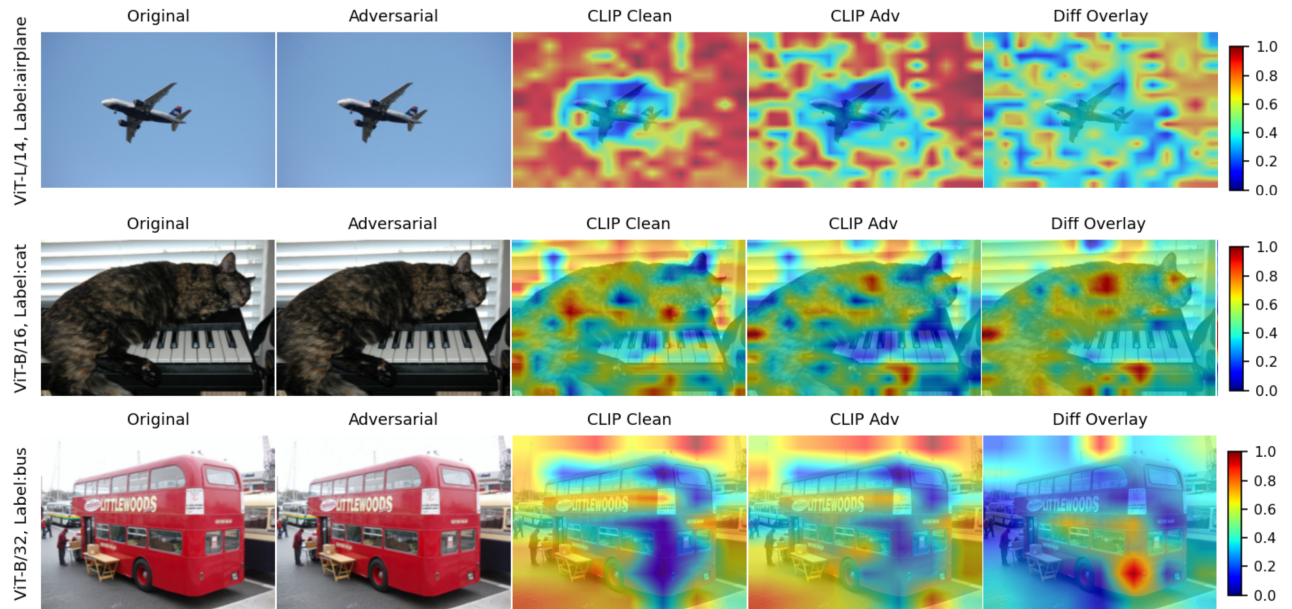 Original Adversarial CLIP Clean CLIP Adv Diff Overlay
ViT-L/14, Label:airplane
1.0
0.8
0.6
0.4
0.2
0.0
Original Adversarial CLIP Clean CLIP Adv Diff Overlay
ViT-B/16, Label:cat
1.0
0.8
0.6
0.4
0.2
0.0
Original Adversarial CLIP Clean CLIP Adv Diff Overlay
ViT-B/32, Label:bus
LITTLEWOODS
LITTLEWOODS
LITTLEWOODS
LITTLEWOODS
LITTLEWOODS
1.0
0.8
0.6
0.4
0.2
0.0